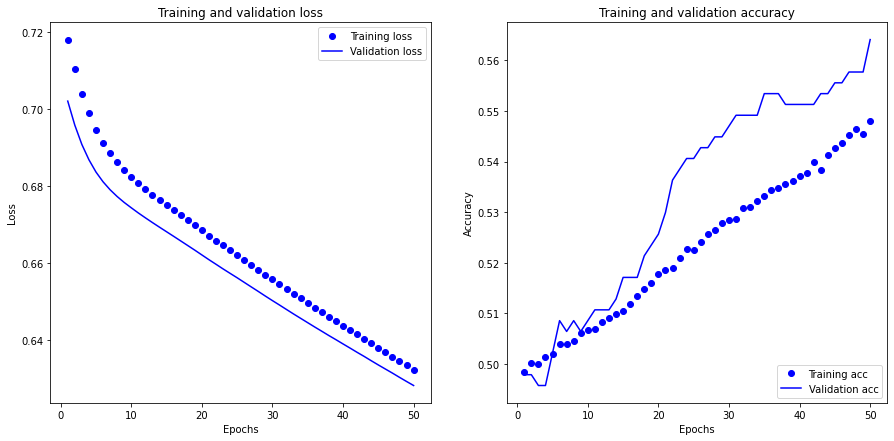 Training and validation loss
0.72
0.70
0.68
0.66
0.64
Loss
Training loss
Validation loss
0
10
20
30
40
50
Epochs
Training and validation accuracy
0.56
0.55
0.54
0.53
0.52
0.51
0.50
Accuracy
Training acc
Validation acc
0
10
20
30
40
50
Epochs